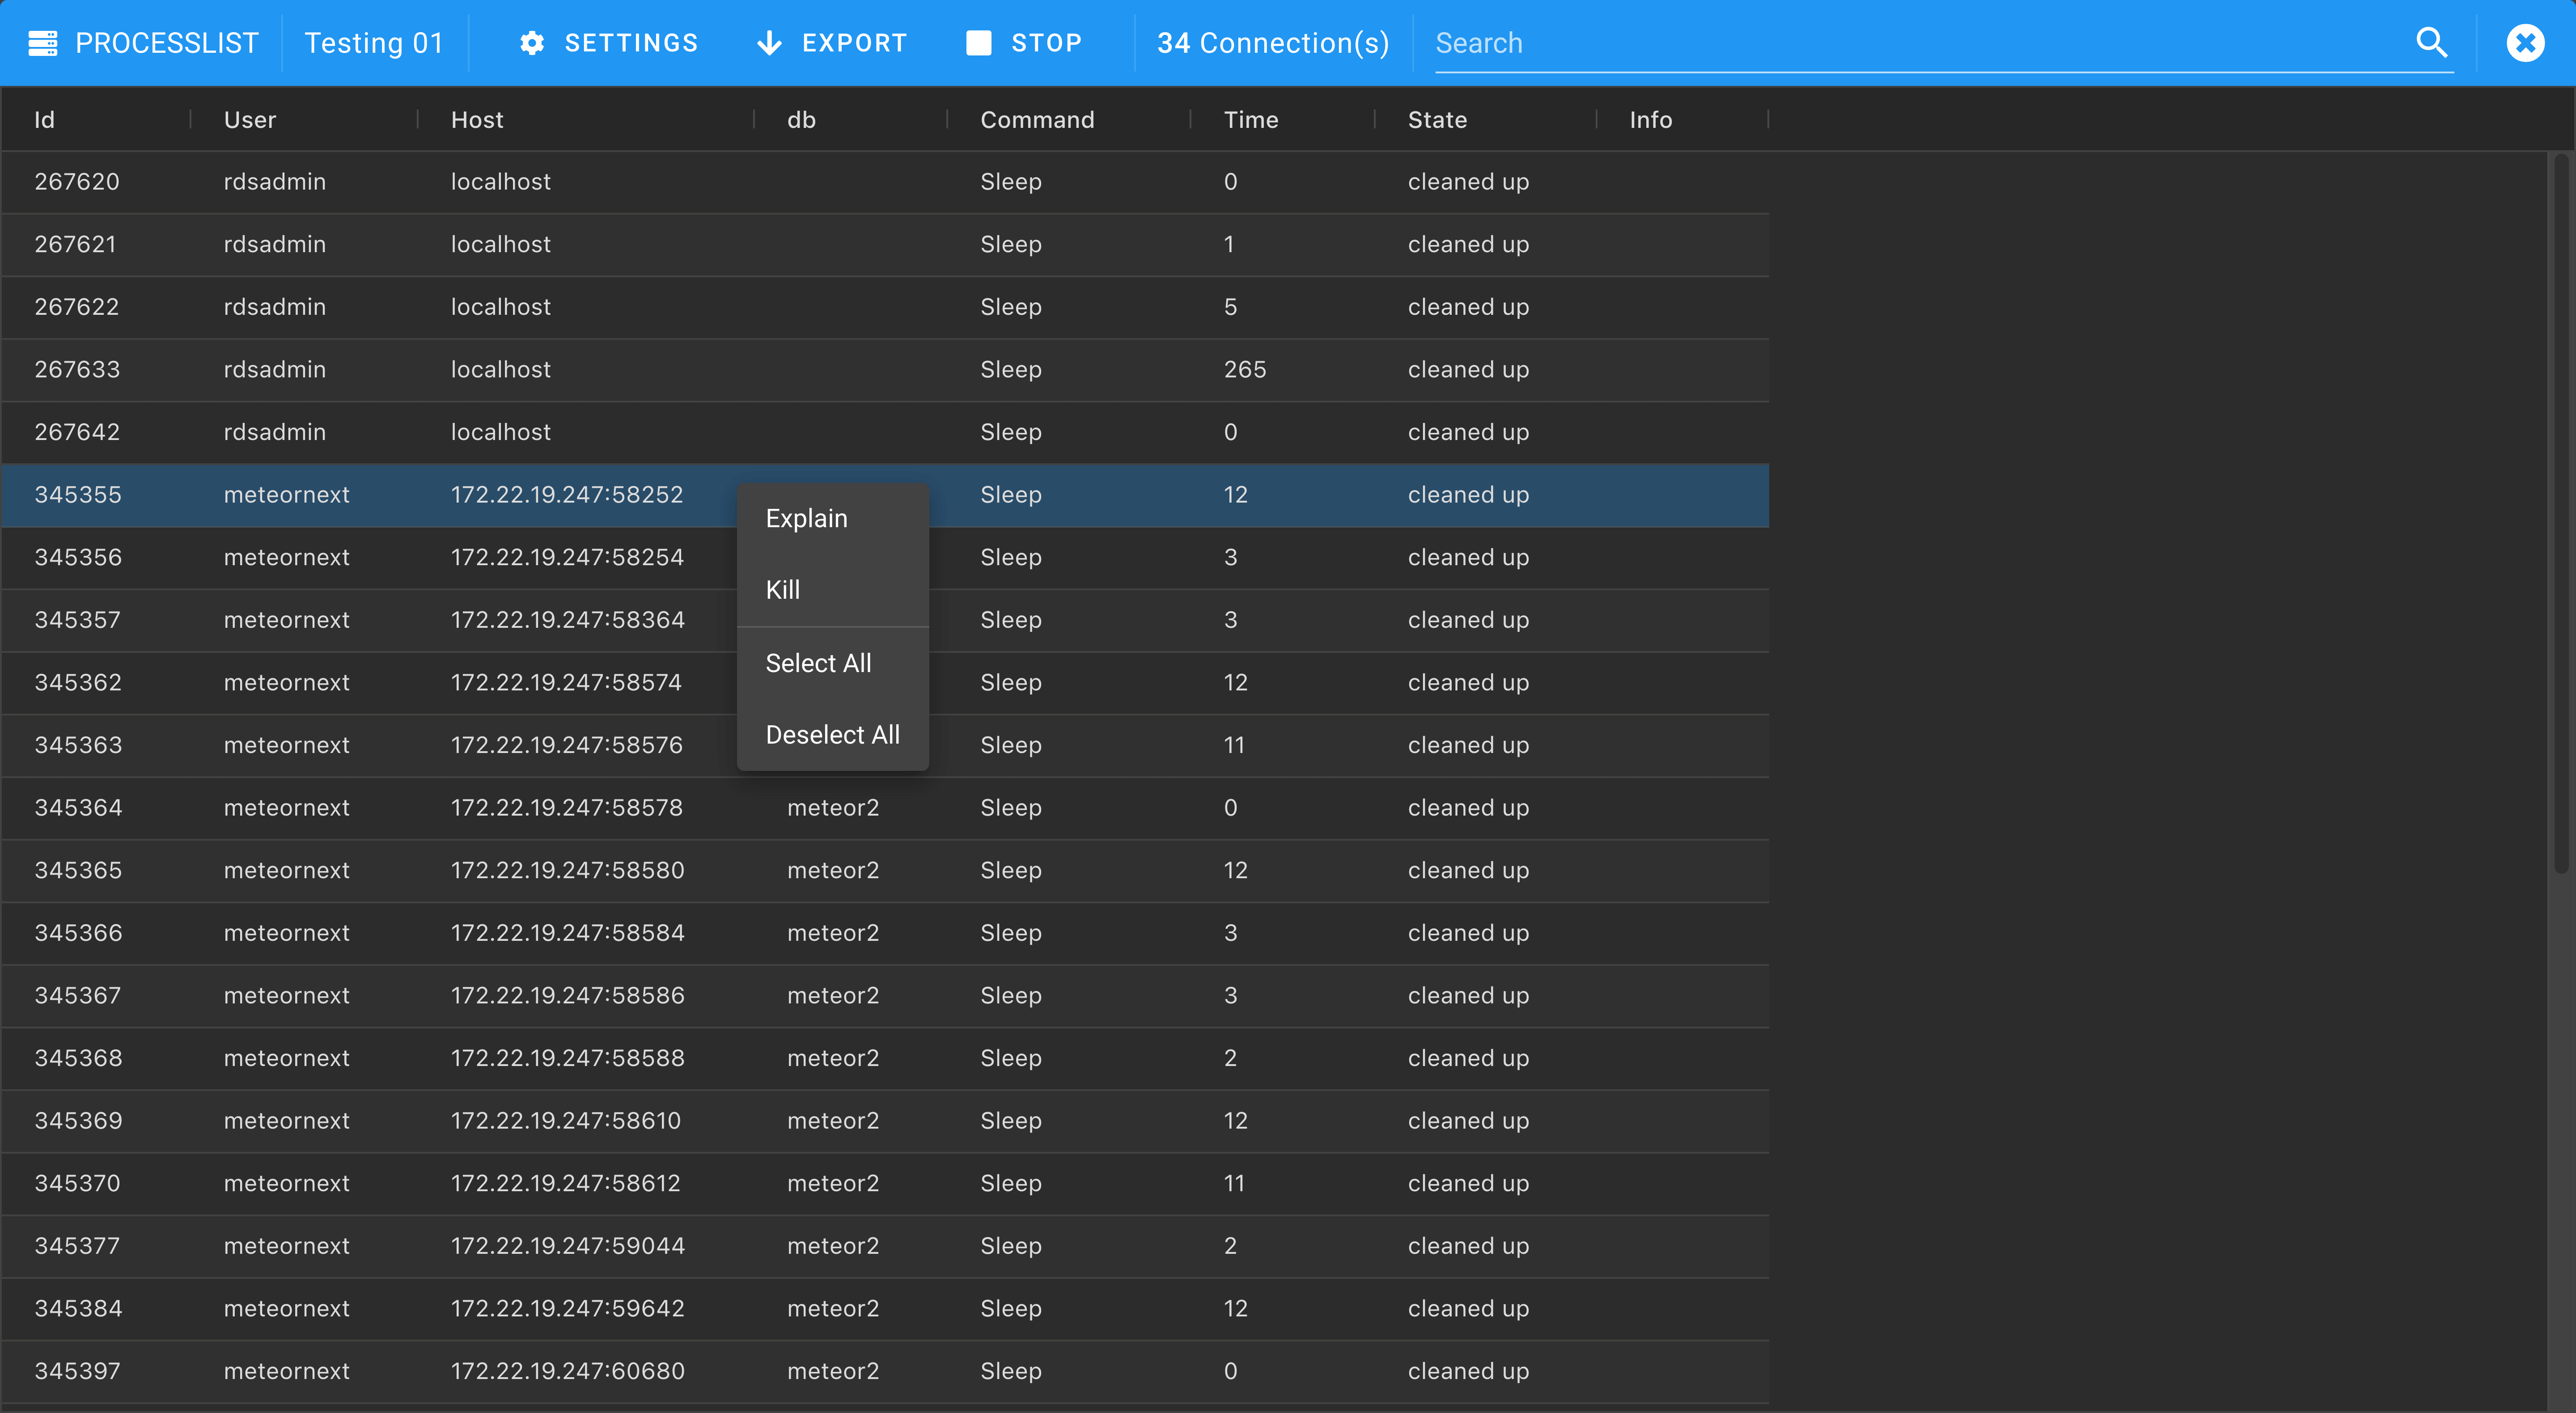 PROCESSLIST Testing 01 SETTINGS EXPORT STOP 34 Connection(s) Search
Id User Host db Command Time State Info
267620 rdsadmin localhost Sleep 0 cleaned up
267621 rdsadmin localhost Sleep 1 cleaned up
267622 rdsadmin localhost Sleep 5 cleaned up
267633 rdsadmin localhost Sleep 265 cleaned up
267642 rdsadmin localhost Sleep 0 cleaned up
345355 meteornext 172.22.19.247:58252 Sleep 12 cleaned up
Explain
345356 meteornext 172.22.19.247:58254 Sleep 3 cleaned up
Kill
345357 meteornext 172.22.19.247:58364 Sleep 3 cleaned up
Select All
345362 meteornext 172.22.19.247:58574 Sleep 12 cleaned up
Deselect All
345363 meteornext 172.22.19.247:58576 Sleep 11 cleaned up
345364 meteornext 172.22.19.247:58578 meteor2 Sleep 0 cleaned up
345365 meteornext 172.22.19.247:58580 meteor2 Sleep 12 cleaned up
345366 meteornext 172.22.19.247:58584 meteor2 Sleep 3 cleaned up
345367 meteornext 172.22.19.247:58586 meteor2 Sleep 3 cleaned up
345368 meteornext 172.22.19.247:58588 meteor2 Sleep 2 cleaned up
345369 meteornext 172.22.19.247:58610 meteor2 Sleep 12 cleaned up
345370 meteornext 172.22.19.247:58612 meteor2 Sleep 11 cleaned up
345377 meteornext 172.22.19.247:59044 meteor2 Sleep 2 cleaned up
345384 meteornext 172.22.19.247:59642 meteor2 Sleep 12 cleaned up
345397 meteornext 172.22.19.247:60680 meteor2 Sleep 0 cleaned up